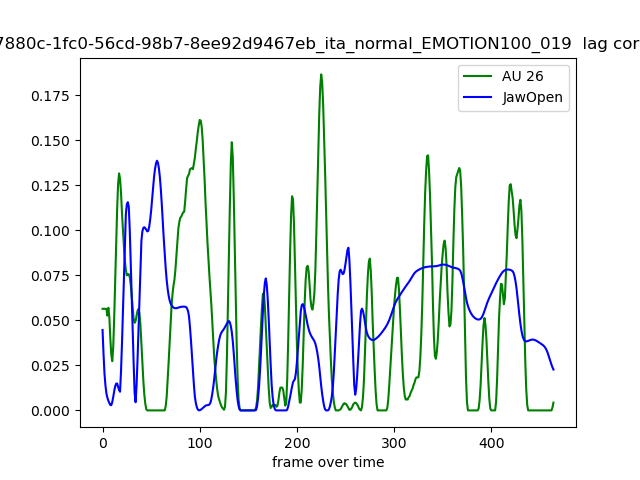 7880c-1fc0-56cd-98b7-8ee92d9467eb_ita_normal_EMOTION100_019 lag cor
AU 26
JawOpen
0.175
0.150
0.125
0.100
0.075
0.050
0.025
0.000
0 100 200 300 400
frame over time